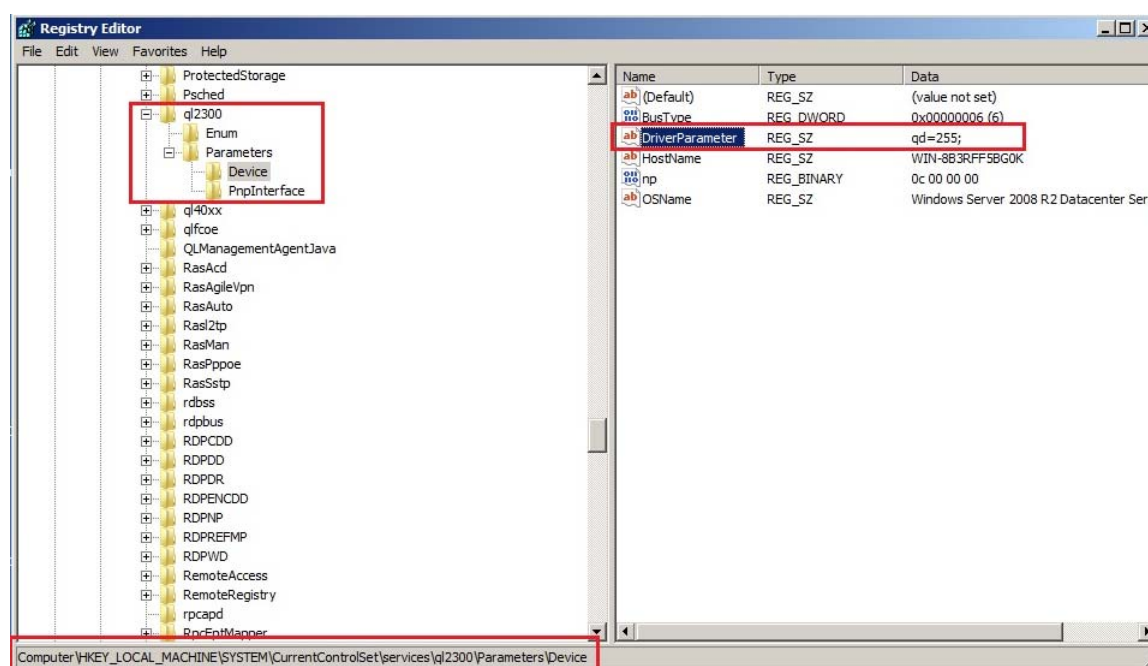 Registry Editor
File Edit View Favorites Help
ProtectedStorage
Psched
ql2300
Enum
Parameters
Device
PnpInterface
ql40xx
qlfcoe
QLManagementAgentJava
RasAcd
RasAgileVpn
RasAuto
Rasl2tp
RasMan
RasPppoe
RasSstp
rdbss
rdpbus
RDPCDD
RDPDD
RDPDR
RDPENCDD
RDPNP
RDPREFMP
RDPWD
RemoteAccess
RemoteRegistry
rpcapd
RpcEptMapper
Name Type Data
(Default) REG_SZ (value not set)
BusType REG_DWORD 0x00000006 (6)
DriverParameter REG_SZ qd=255;
HostName REG_SZ WIN-8B3RFF5BG0K
np REG_BINARY 0c 00 00 00
OSName REG_SZ Windows Server 2008 R2 Datacenter Ser
Computer\HKEY_LOCAL_MACHINE\SYSTEM\CurrentControlSet\services\ql2300\Parameters\Device